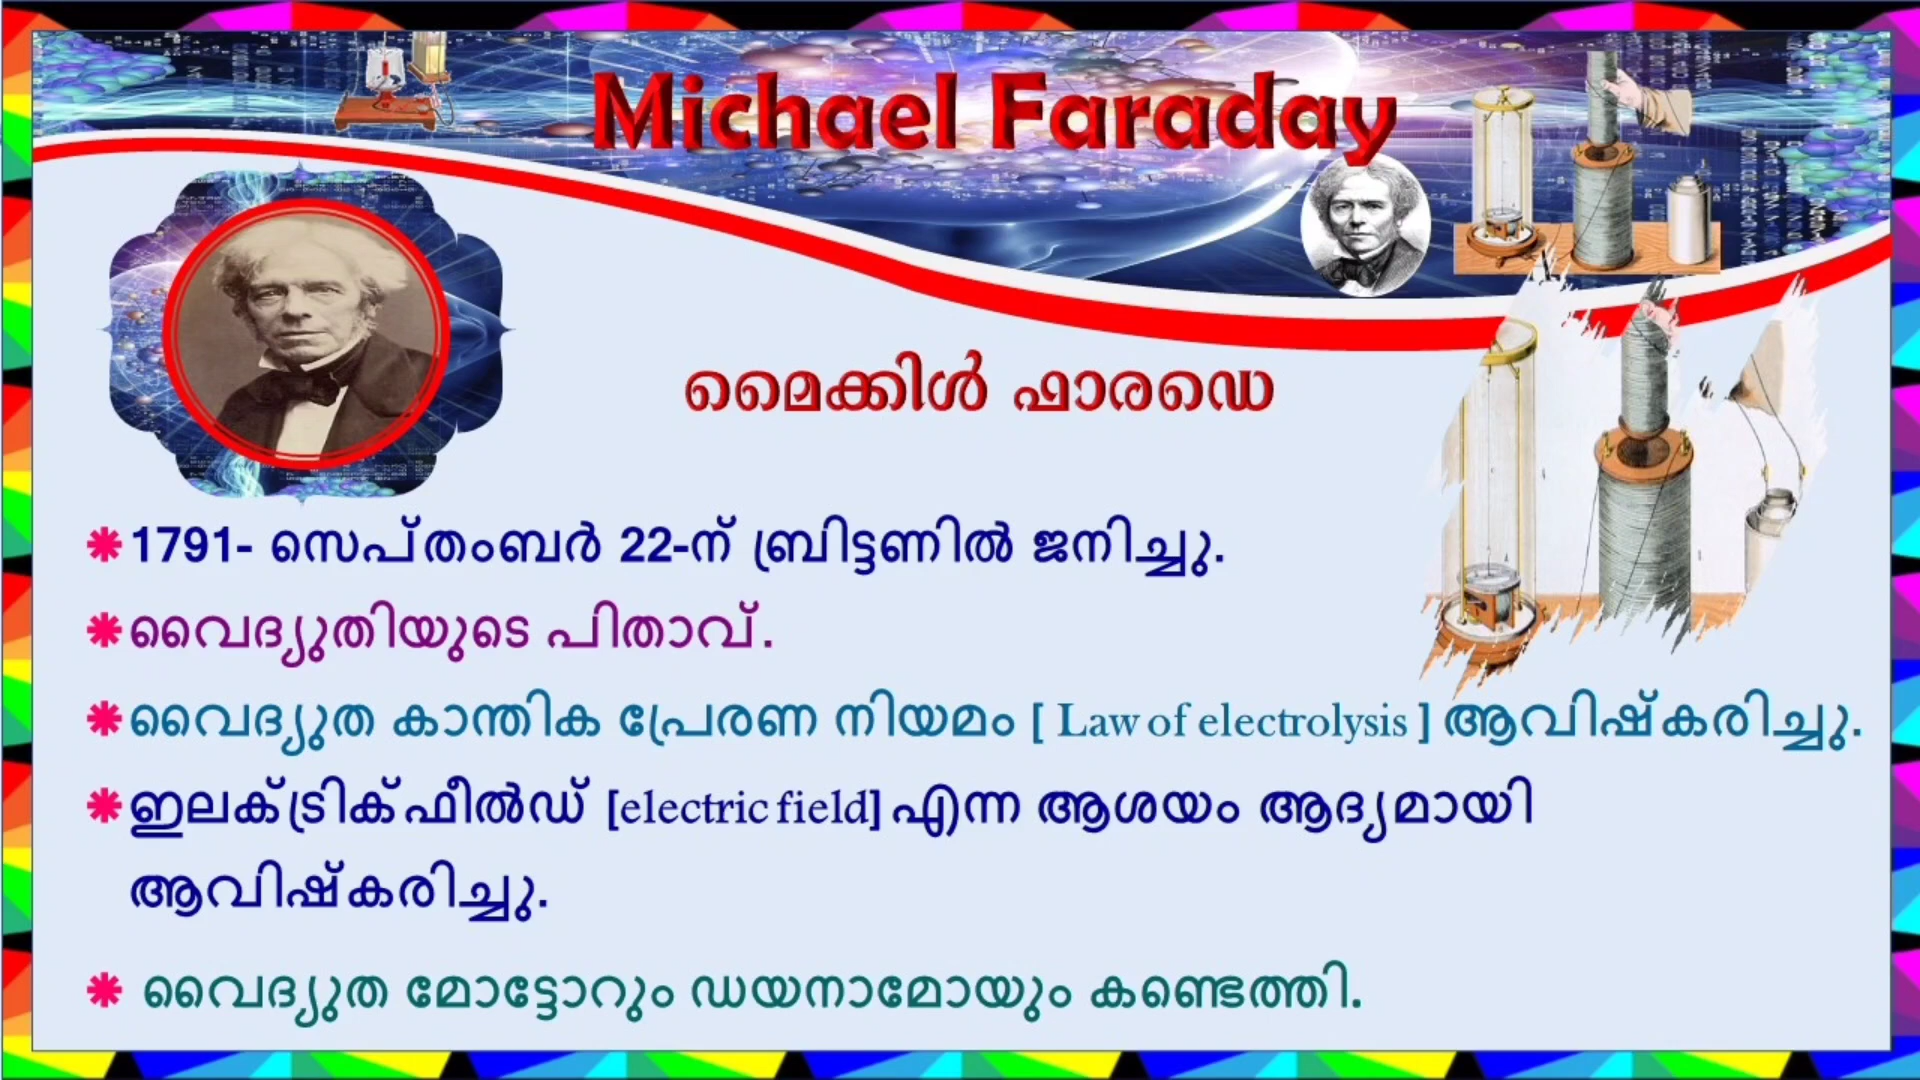 Michael Faraday
മൈക്കിൾ ഫാരഡെ
1791- സെപ്തംബർ 22-ന് ബ്രിട്ടണിൽ ജനിച്ചു.
വൈദ്യുതിയുടെ പിതാവ്.
വൈദ്യുത കാന്തിക പ്രേരണ നിയമം [ Law of electrolysis ] ആവിഷ്കരിച്ചു.
ഇലക്ട്രിക്ഫീൽഡ് [electric field] എന്ന ആശയം ആദ്യമായി
ആവിഷ്കരിച്ചു.
വൈദ്യുത മോട്ടോറും ഡയനാമോയും കണ്ടെത്തി.